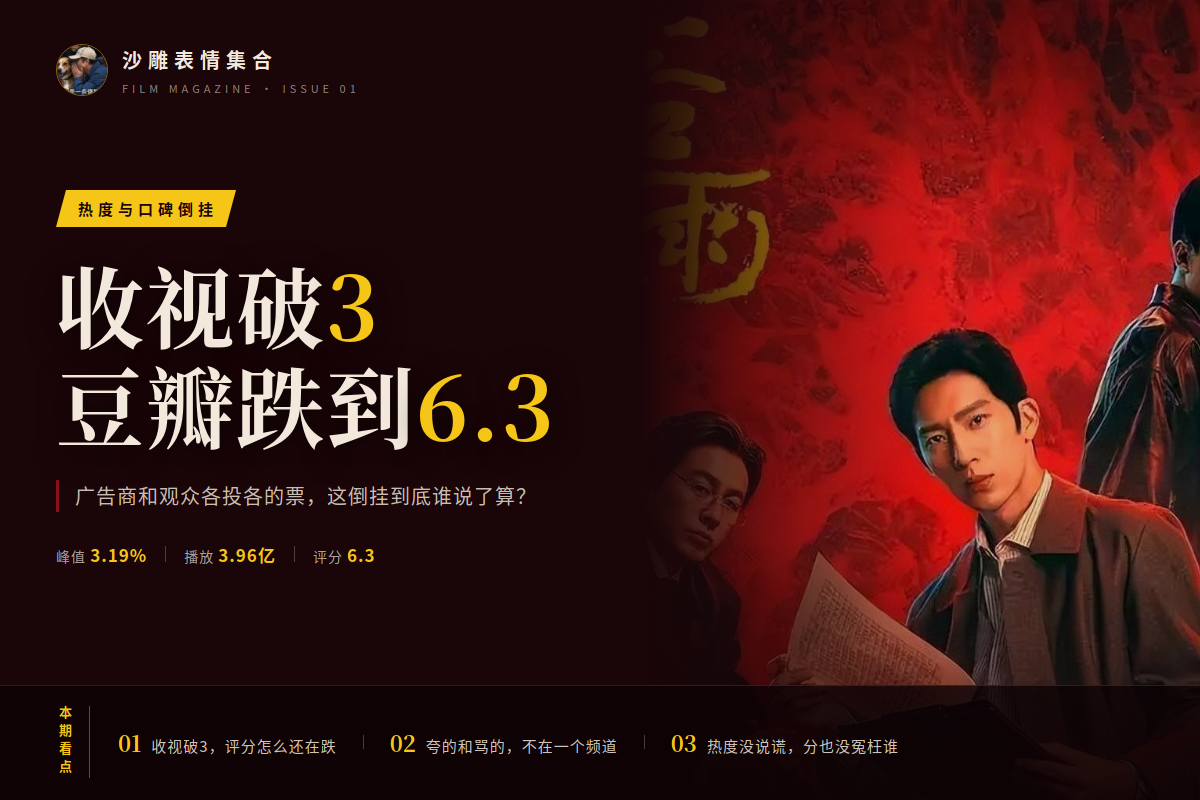 沙雕表情集合
FILM MAGAZINE · ISSUE 01
热度与口碑倒挂
收视破3
豆瓣跌到6.3
广告商和观众各投各的票，这倒挂到底谁说了算？
峰值 3.19% 播放 3.96亿 评分 6.3
本期看点
01 收视破3，评分怎么还在跌
02 夸的和骂的，不在一个频道
03 热度没说谎，分也没冤枉谁
雨